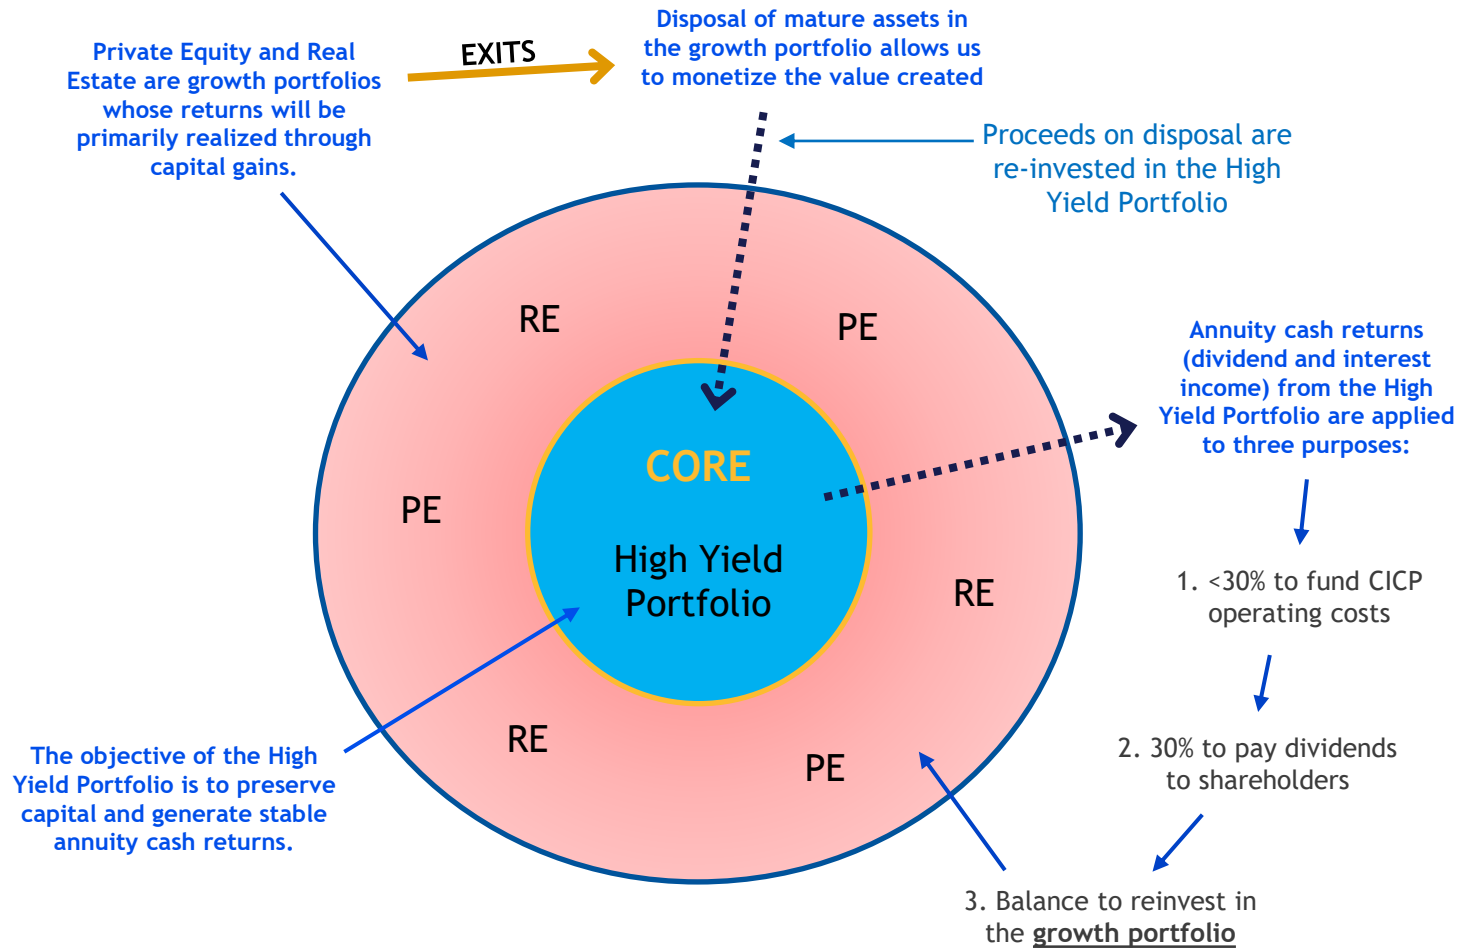 Private Equity and Real
Estate are growth portfolios
whose returns will be
primarily realized through
capital gains.
EXITS
Disposal of mature assets in
the growth portfolio allows us
to monetize the value created
Proceeds on disposal are
re-invested in the High
Yield Portfolio
RE
PE
Annuity cash returns
(dividend and interest
income) from the High
Yield Portfolio are applied
to three purposes:
CORE
PE
High Yield
Portfolio
RE
1. <30% to fund CICP
operating costs
RE
PE
2. 30% to pay dividends
to shareholders
The objective of the High
Yield Portfolio is to preserve
capital and generate stable
annuity cash returns.
3. Balance to reinvest in
the growth portfolio